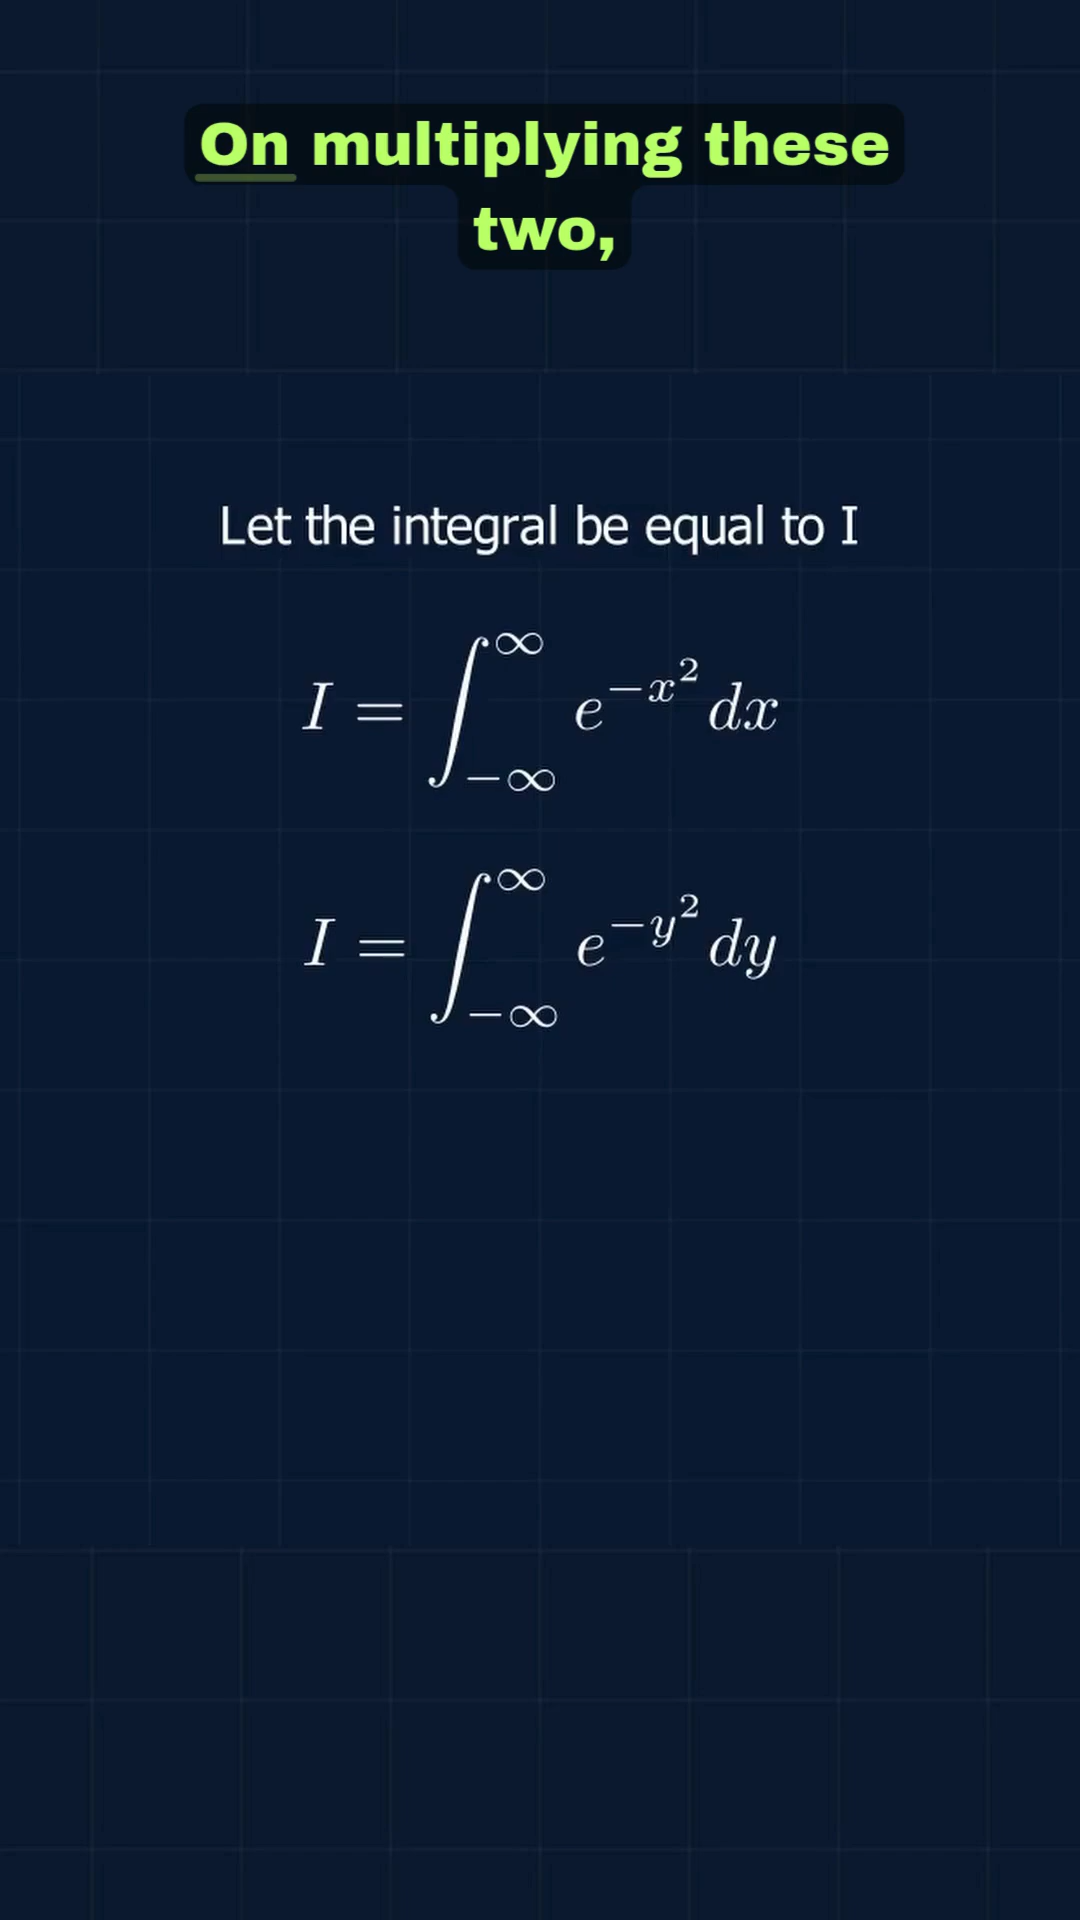 On multiplying these
two,
Let the integral be equal to I
I = ∫_{-∞}^{∞} e^{-x^2} dx
I = ∫_{-∞}^{∞} e^{-y^2} dy